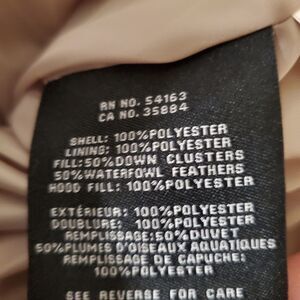 RN NO. 54163
CA NO. 35884
SHELL: 100%POLYESTER
LINING: 100%POLYESTER
FILL:50%DOWN CLUSTERS
50%WATERFOWL FEATHERS
HOOD FILL: 100%POLYESTER
EXTÉRIEUR: 100%POLYESTER
DOUBLURE: 100%POLYESTER
REMPLISSAGE:50%DUVET
50%PLUMES D'OISEAUX AQUATIQUES
REMPLISSAGE DE CAPUCHE:
100%POLYESTER
SEE REVERSE FOR CARE